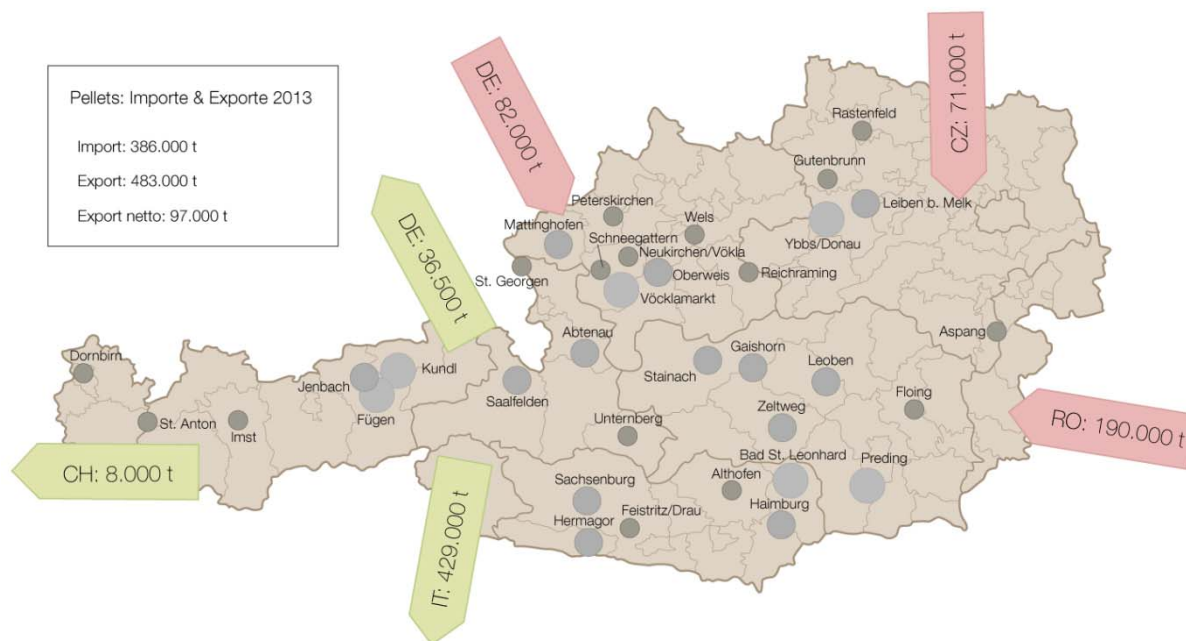 Pellets: Importe & Exporte 2013
Import: 386.000 t
Export: 483.000 t
Export netto: 97.000 t
DE: 82.000 t
CZ: 71.000 t
DE: 36.500 t
RO: 190.000 t
CH: 8.000 t
IT: 429.000 t
Rastenfeld
Gutenbrunn
Leiben b. Melk
Ybbs/Donau
Peterskirchen
Mattinghofen
Wels
Schneegattern
Neukirchen/Vökla
Oberweis
Reichraming
St. Georgen
Vöcklamarkt
Aspang
Abtenau
Dornbirn
Kundl
Jenbach
Fügen
Saalfelden
Stainach
Gaishorn
Leoben
Floing
Zeltweg
St. Anton
Imst
Unternberg
Bad St. Leonhard
Preding
Althofen
Haimburg
Sachsenburg
Feistritz/Drau
Hermagor